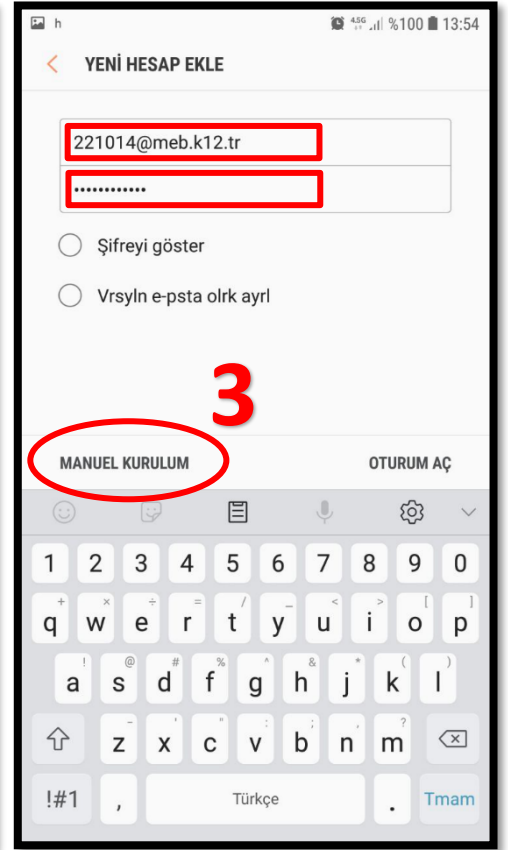 h 4.5G %100 13:54
YENİ HESAP EKLE
221014@meb.k12.tr
••••••••••••
Şifreyi göster
Vrsyln e-psta olrk ayrl
3
MANUEL KURULUM OTURUM AÇ
1 2 3 4 5 6 7 8 9 0
+ × ÷ = / _ < > [ ]
q w e r t y u i o p
! @ # % ^ & * ( )
a s d f g h j k l
- ' " : ; , ?
z x c v b n m
!#1 , Türkçe . Tmam